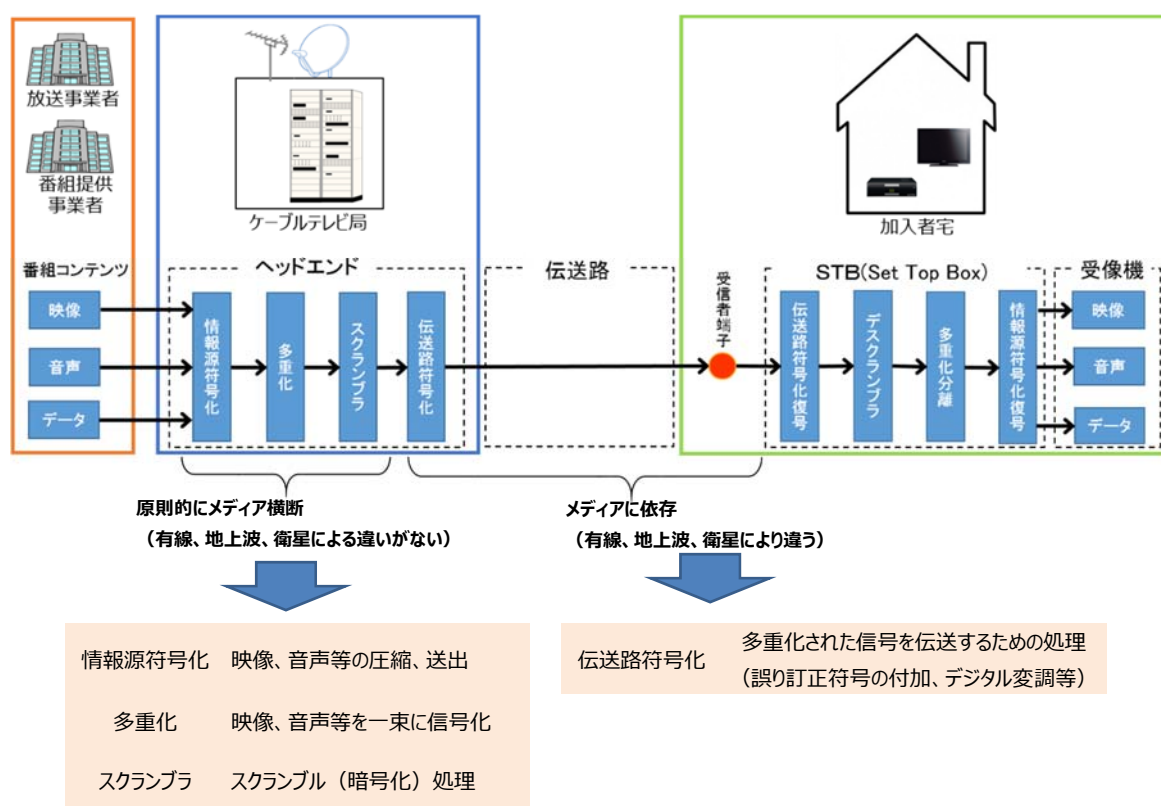 放送事業者
番組提供
事業者
ケーブルテレビ局
加入者宅
番組コンテンツ
映像
音声
データ
ヘッドエンド
情報源符号化
多重化
スクランブラ
伝送路符号化
伝送路
受信者端子
STB(Set Top Box)
伝送路符号化復号
デスクランブラ
多重化分離
情報源符号化復号
受像機
映像
音声
データ
原則的にメディア横断
（有線、地上波、衛星による違いがない）
メディアに依存
（有線、地上波、衛星により違う）
情報源符号化 映像、音声等の圧縮、送出
多重化 映像、音声等を一束に信号化
スクランブラ スクランブル（暗号化）処理
伝送路符号化
多重化された信号を伝送するための処理
（誤り訂正符号の付加、デジタル変調等）